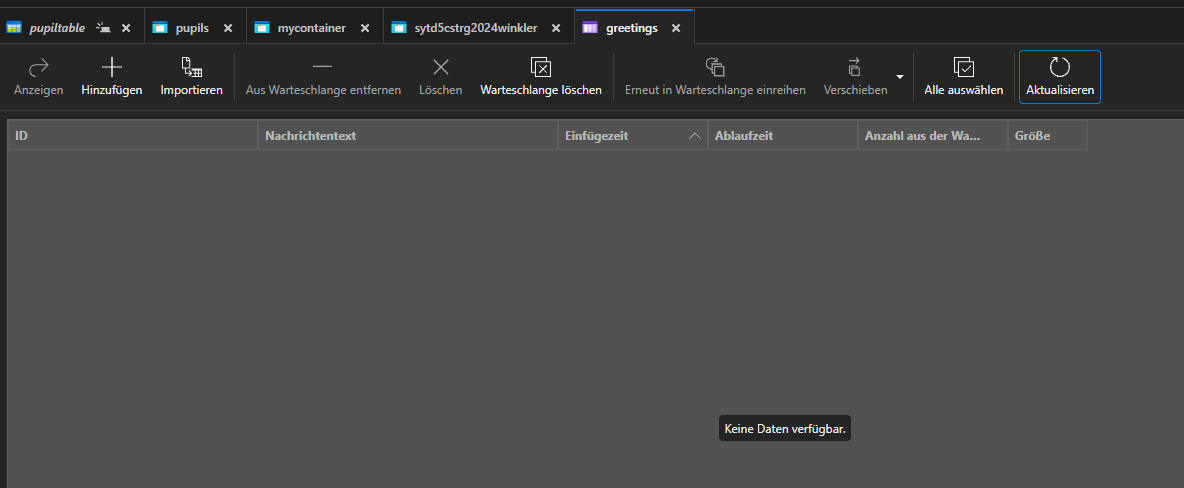 pupiltable pupils mycontainer sytd5cstrg2024winkler greetings
Anzeigen Hinzufügen Importieren Aus Warteschlange entfernen Löschen Warteschlange löschen Erneut in Warteschlange einreihen Verschieben Alle auswählen Aktualisieren
ID Nachrichtentext Einfügezeit Ablaufzeit Anzahl aus der Wa... Größe
Keine Daten verfügbar.